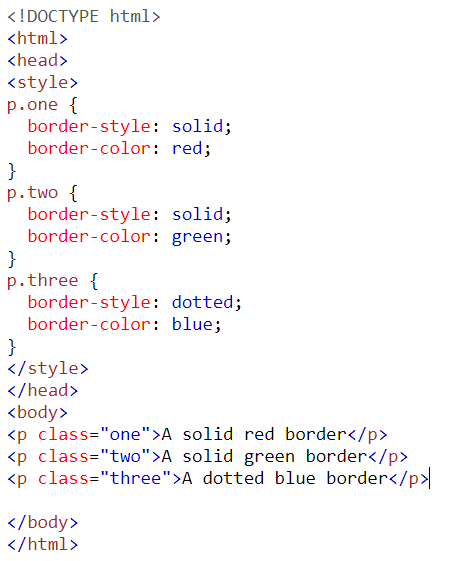 <!DOCTYPE html>
<html>
<head>
<style>
p.one {
  border-style: solid;
  border-color: red;
}
p.two {
  border-style: solid;
  border-color: green;
}
p.three {
  border-style: dotted;
  border-color: blue;
}
</style>
</head>
<body>
<p class="one">A solid red border</p>
<p class="two">A solid green border</p>
<p class="three">A dotted blue border</p>

</body>
</html>